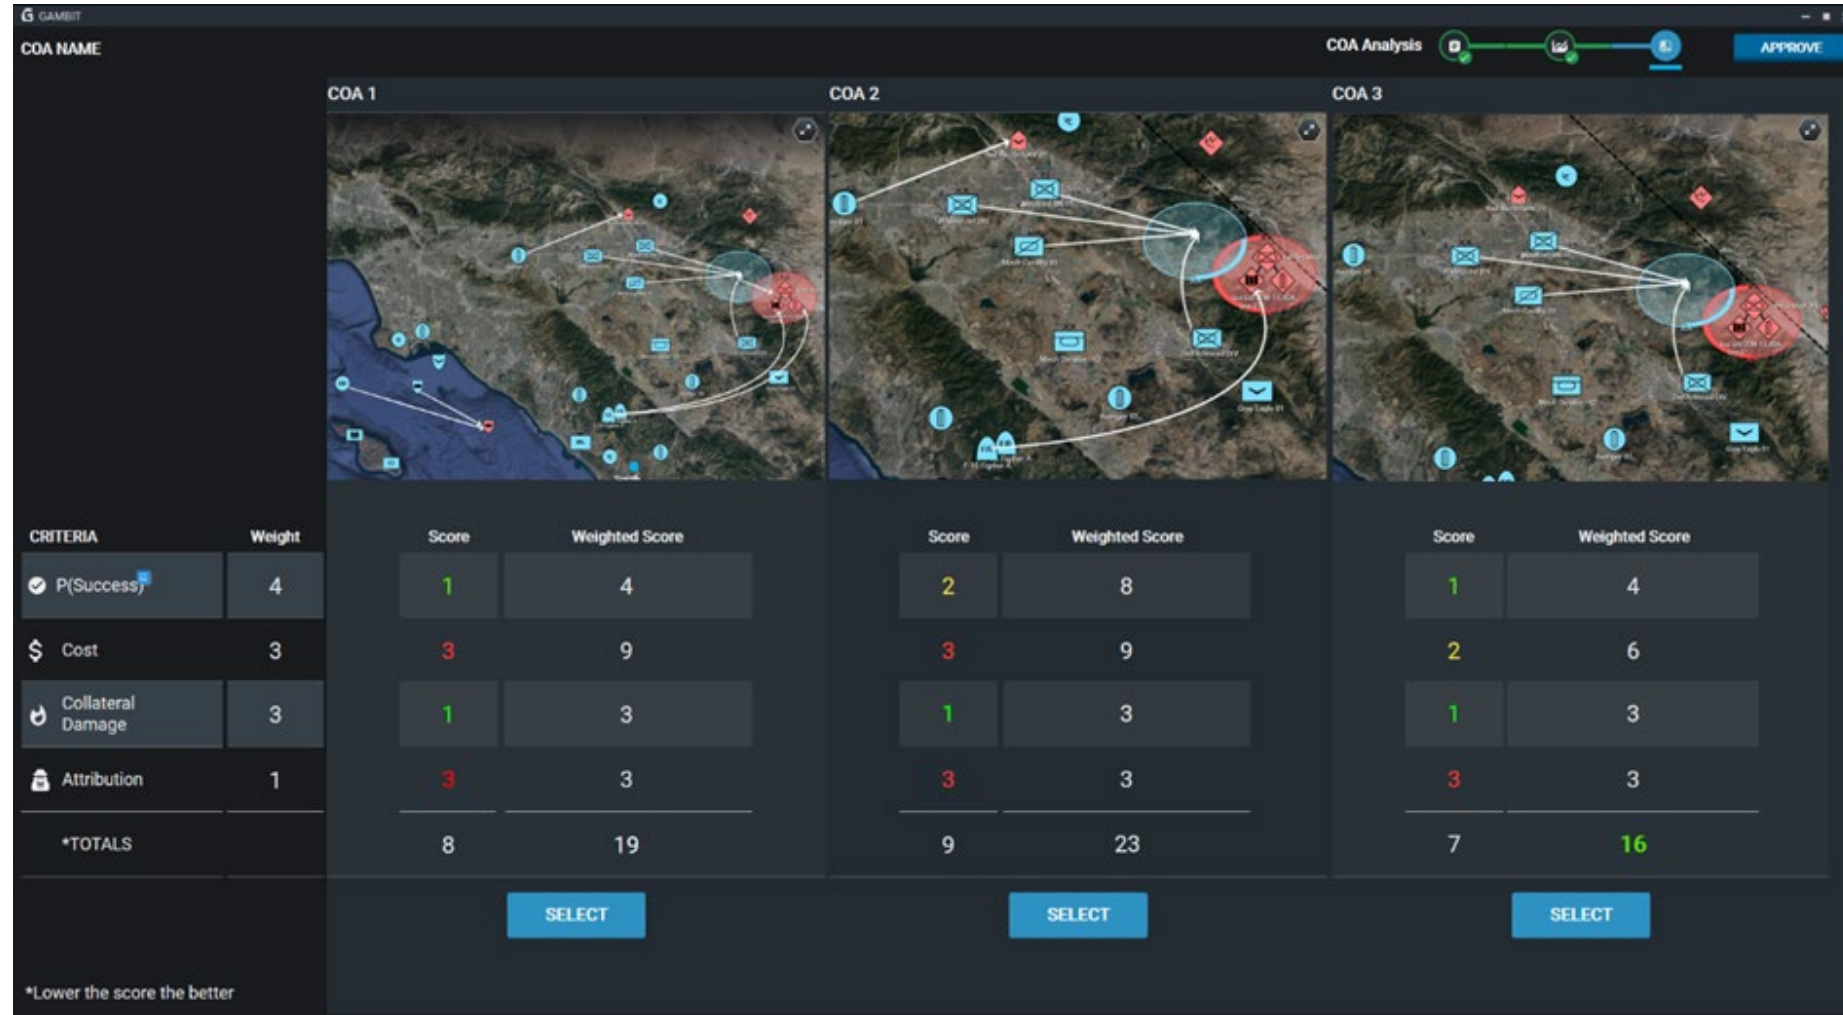 GAMBIT
COA NAME
COA Analysis
APPROVE
COA 1
COA 2
COA 3
Gray Eagle 01
CRITERIA Weight Score Weighted Score Score Weighted Score Score Weighted Score
P(Success) 4 1 4 2 8 1 4
$ Cost 3 3 9 3 9 2 6
Collateral
Damage 3 1 3 1 3 1 3
Attribution 1 3 3 3 3 3 3
*TOTALS 8 19 9 23 7 16
SELECT SELECT SELECT
*Lower the score the better